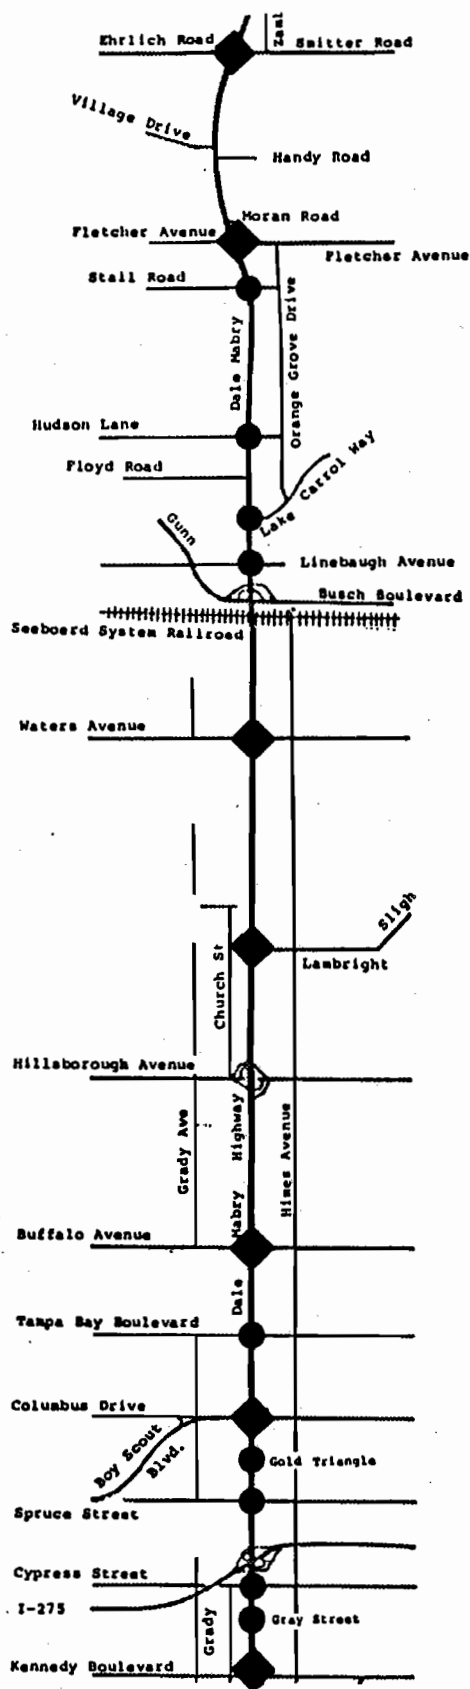 Zaml
Ehrlich Road
Smitter Road
Village Drive
Handy Road
Moran Road
Fletcher Avenue
Fletcher Avenue
Stall Road
Dale Mabry
Orange Grove Drive
Hudson Lane
Floyd Road
Lake Carrol Way
Gunn
Linebaugh Avenue
Busch Boulevard
Seeboerd System Railroad
Waters Avenue
Sligh
Church St
Lambright
Hillsborough Avenue
Grady Ave
Dale Mabry Highway
Himes Avenue
Buffalo Avenue
Tampa Bay Boulevard
Columbus Drive
Boy Scout
Blvd.
Gold Triangle
Spruce Street
Cypress Street
I-275
Grady
Gray Street
Kennedy Boulevard